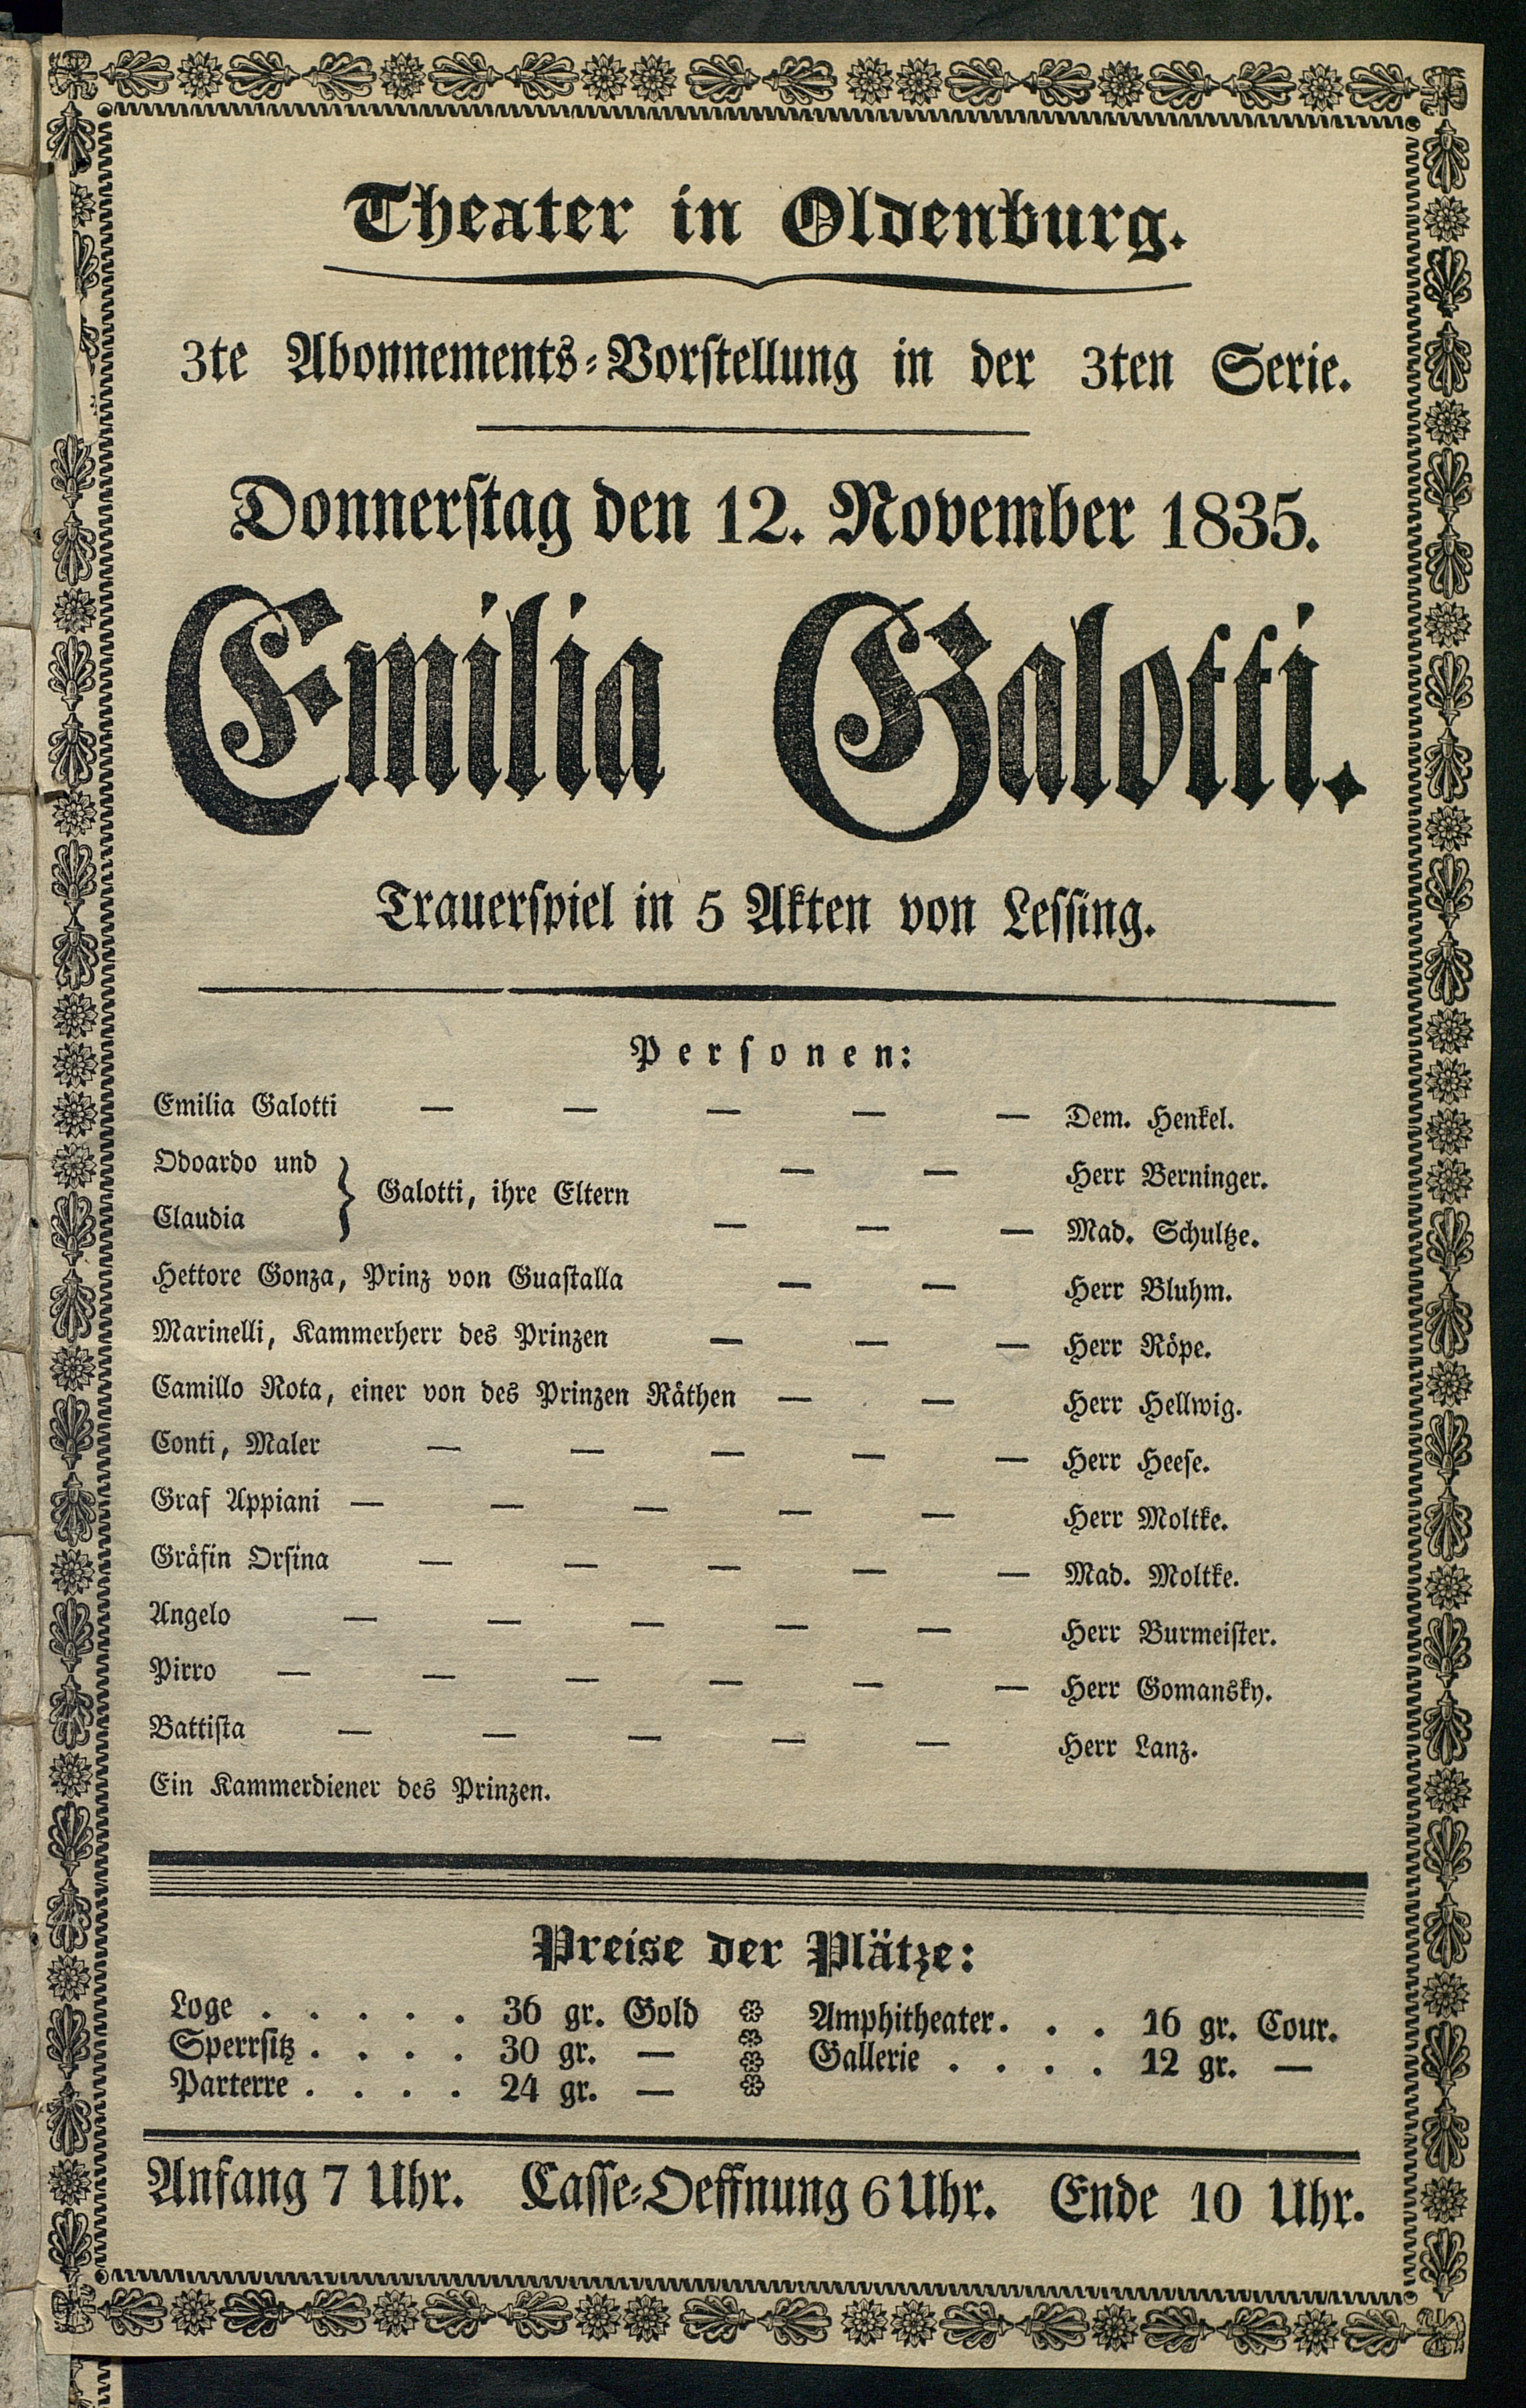 Theater in Oldenburg.
3te Abonnements-Vorstellung in der 3ten Serie.
Donnerstag den 12. November 1835.
Emilia Galotti.
Trauerspiel in 5 Akten von Lessing.
Personen:
Emilia Galotti — — — — — Dem. Henkel.
Odoardo und — — Herr Berninger.
} Galotti, ihre Eltern
Claudia — — — Mad. Schultze.
Hettore Gonza, Prinz von Guastalla — — Herr Bluhm.
Marinelli, Kammerherr des Prinzen — — — Herr Röpe.
Camillo Rota, einer von des Prinzen Räthen — — Herr Hellwig.
Conti, Maler — — — — — Herr Heese.
Graf Appiani — — — — — Herr Moltke.
Gräfin Orsina — — — — — Mad. Moltke.
Angelo — — — — — Herr Burmeister.
Pirro — — — — — — Herr Gomansky.
Battista — — — — — Herr Lanz.
Ein Kammerdiener des Prinzen.
Preise der Plätze:
Loge . . . . . 36 gr. Gold
Sperrsitz . . . . 30 gr. —
Parterre . . . . 24 gr. —
Amphitheater . . . 16 gr. Cour.
Gallerie . . . . 12 gr. —
Anfang 7 Uhr. Casse-Oeffnung 6 Uhr. Ende 10 Uhr.